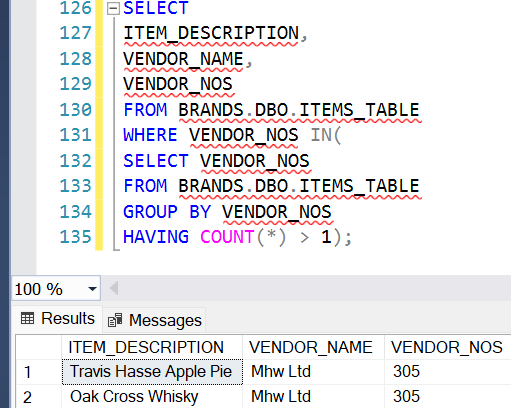 126 SELECT
127 ITEM_DESCRIPTION,
128 VENDOR_NAME,
129 VENDOR_NOS
130 FROM BRANDS.DBO.ITEMS_TABLE
131 WHERE VENDOR_NOS IN(
132 SELECT VENDOR_NOS
133 FROM BRANDS.DBO.ITEMS_TABLE
134 GROUP BY VENDOR_NOS
135 HAVING COUNT(*) > 1);
100 %
Results Messages
ITEM_DESCRIPTION VENDOR_NAME VENDOR_NOS
1 Travis Hasse Apple Pie Mhw Ltd 305
2 Oak Cross Whisky Mhw Ltd 305